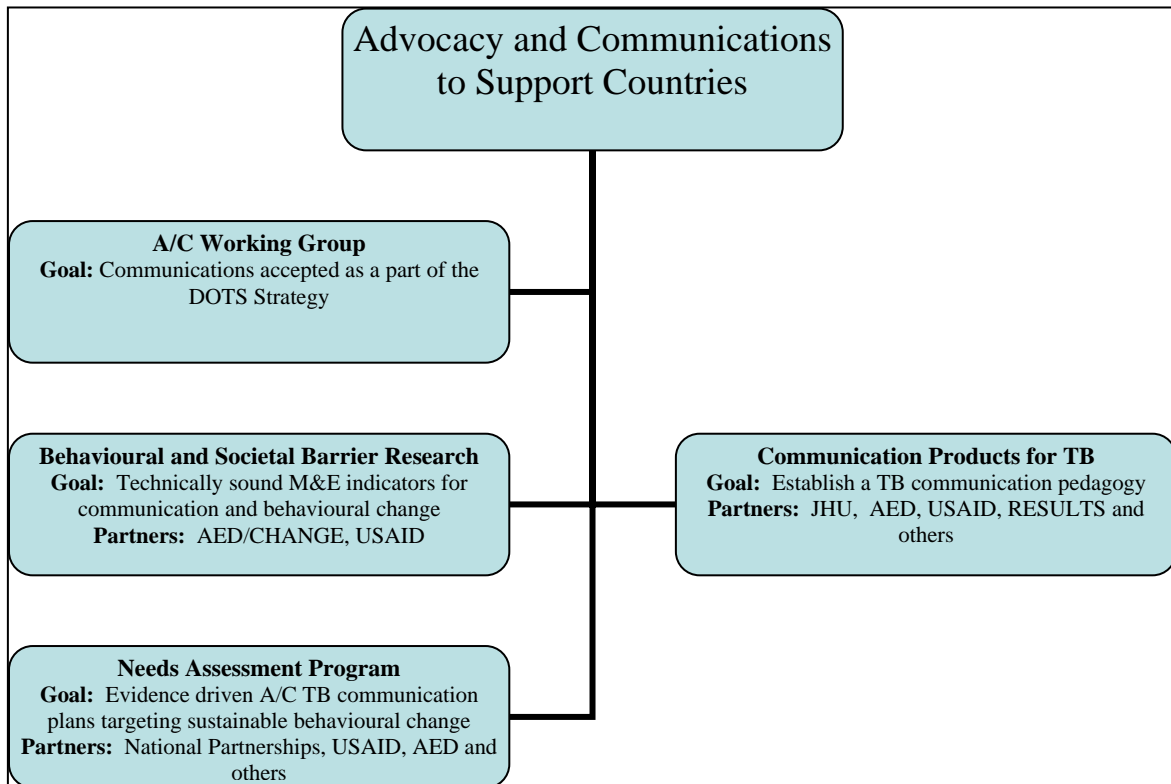 Advocacy and Communications
to Support Countries
A/C Working Group
Goal: Communications accepted as a part of the
DOTS Strategy
Behavioural and Societal Barrier Research
Goal: Technically sound M&E indicators for
communication and behavioural change
Partners: AED/CHANGE, USAID
Communication Products for TB
Goal: Establish a TB communication pedagogy
Partners: JHU, AED, USAID, RESULTS and
others
Needs Assessment Program
Goal: Evidence driven A/C TB communication
plans targeting sustainable behavioural change
Partners: National Partnerships, USAID, AED and
others